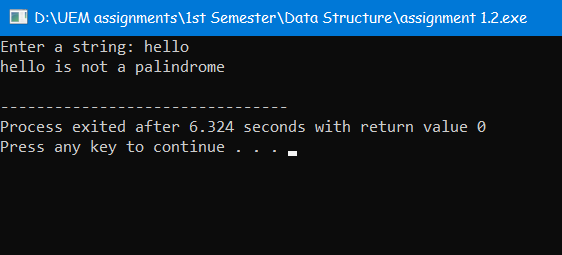 D:\UEM assignments\1st Semester\Data Structure\assignment 1.2.exe
Enter a string: hello
hello is not a palindrome
--------------------------------
Process exited after 6.324 seconds with return value 0
Press any key to continue . . .